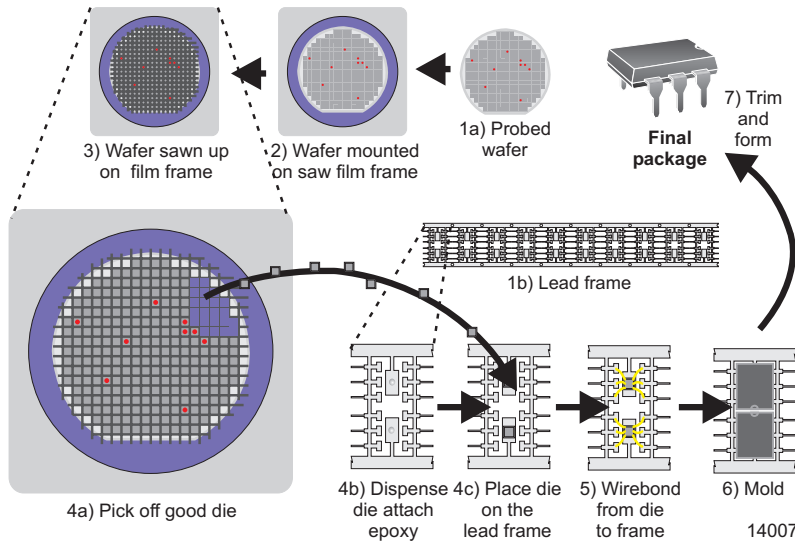 3) Wafer sawn up
on film frame
2) Wafer mounted
on saw film frame
1a) Probed
wafer
Final
package
7) Trim
and
form
1b) Lead frame
4a) Pick off good die
4b) Dispense
die attach
epoxy
4c) Place die
on the
lead frame
5) Wirebond
from die
to frame
6) Mold
14007